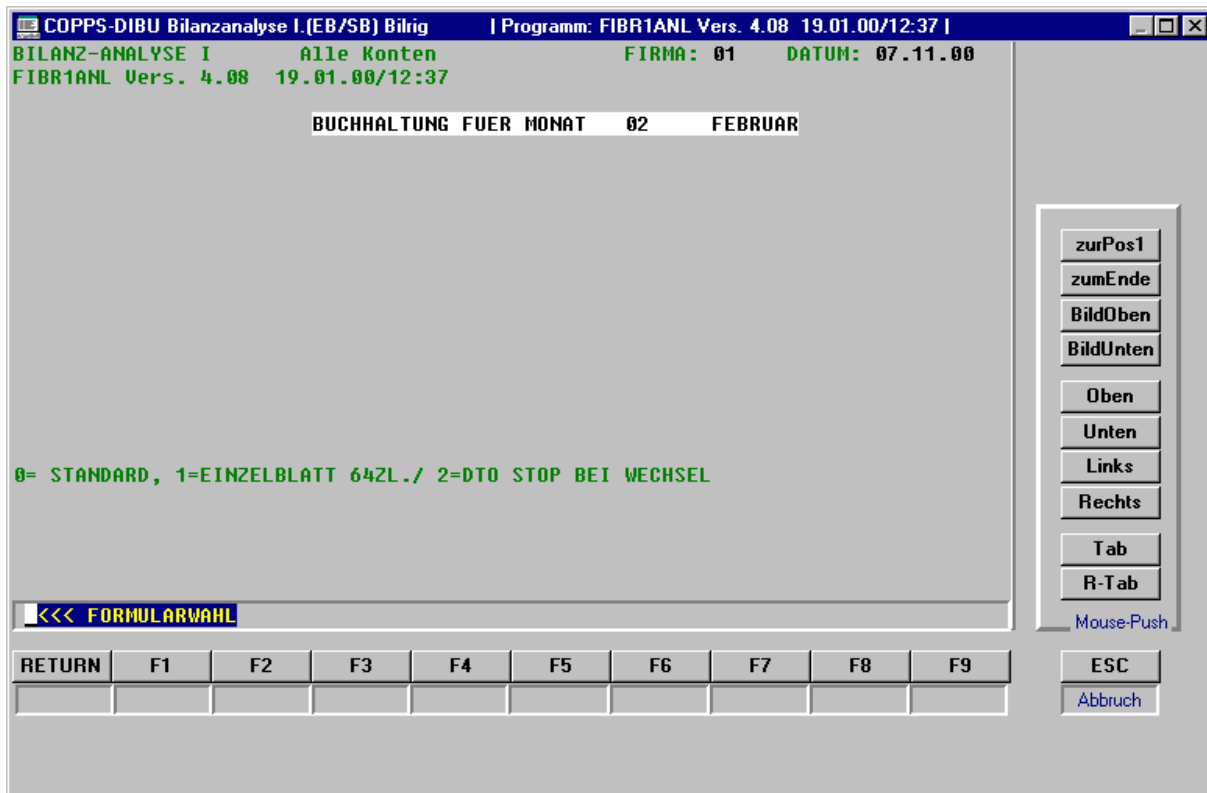 COPPS-DIBU Bilanzanalyse I.(EB/SB) Bilrig | Programm: FIBR1ANL Vers. 4.08 19.01.00/12:37 |
BILANZ-ANALYSE I Alle Konten FIRMA: 01 DATUM: 07.11.00
FIBR1ANL Vers. 4.08 19.01.00/12:37
BUCHHALTUNG FUER MONAT 02 FEBRUAR
zurPos1
zumEnde
BildOben
BildUnten
Oben
Unten
Links
Rechts
Tab
R-Tab
Mouse-Push
0= STANDARD, 1=EINZELBLATT 64ZL./ 2=DTO STOP BEI WECHSEL
<<< FORMULARWAHL
RETURN F1 F2 F3 F4 F5 F6 F7 F8 F9 ESC
Abbruch